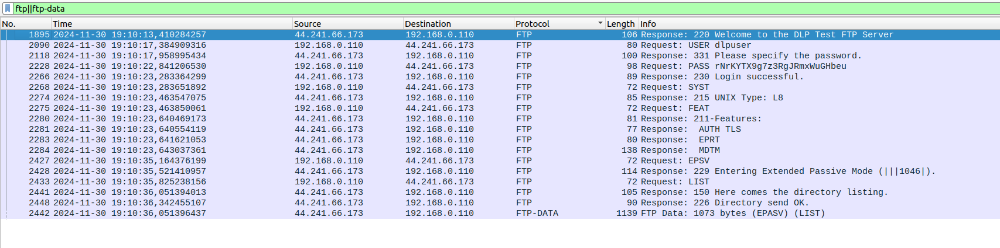 ftp||ftp-data
No. Time Source Destination Protocol Length Info
1895 2024-11-30 19:10:13,410284257 44.241.66.173 192.168.0.110 FTP 106 Response: 220 Welcome to the DLP Test FTP Server
2090 2024-11-30 19:10:17,384909316 192.168.0.110 44.241.66.173 FTP 80 Request: USER dlpuser
2118 2024-11-30 19:10:17,958995434 44.241.66.173 192.168.0.110 FTP 100 Response: 331 Please specify the password.
2228 2024-11-30 19:10:22,841206530 192.168.0.110 44.241.66.173 FTP 98 Request: PASS rNrKYTX9g7z3RgJRmxWuGHbeu
2266 2024-11-30 19:10:23,283364299 44.241.66.173 192.168.0.110 FTP 89 Response: 230 Login successful.
2268 2024-11-30 19:10:23,283651892 192.168.0.110 44.241.66.173 FTP 72 Request: SYST
2274 2024-11-30 19:10:23,463547075 44.241.66.173 192.168.0.110 FTP 85 Response: 215 UNIX Type: L8
2275 2024-11-30 19:10:23,463850061 192.168.0.110 44.241.66.173 FTP 72 Request: FEAT
2280 2024-11-30 19:10:23,640469173 44.241.66.173 192.168.0.110 FTP 81 Response: 211-Features:
2281 2024-11-30 19:10:23,640554119 44.241.66.173 192.168.0.110 FTP 77 Response:  AUTH TLS
2283 2024-11-30 19:10:23,641621053 44.241.66.173 192.168.0.110 FTP 80 Response:  EPRT
2284 2024-11-30 19:10:23,643037361 44.241.66.173 192.168.0.110 FTP 138 Response:  MDTM
2427 2024-11-30 19:10:35,164376199 192.168.0.110 44.241.66.173 FTP 72 Request: EPSV
2428 2024-11-30 19:10:35,521410957 44.241.66.173 192.168.0.110 FTP 114 Response: 229 Entering Extended Passive Mode (|||1046|).
2433 2024-11-30 19:10:35,825238156 192.168.0.110 44.241.66.173 FTP 72 Request: LIST
2441 2024-11-30 19:10:36,051394013 44.241.66.173 192.168.0.110 FTP 105 Response: 150 Here comes the directory listing.
2448 2024-11-30 19:10:36,342455107 44.241.66.173 192.168.0.110 FTP 90 Response: 226 Directory send OK.
2442 2024-11-30 19:10:36,051396437 44.241.66.173 192.168.0.110 FTP-DATA 1139 FTP Data: 1073 bytes (EPASV) (LIST)